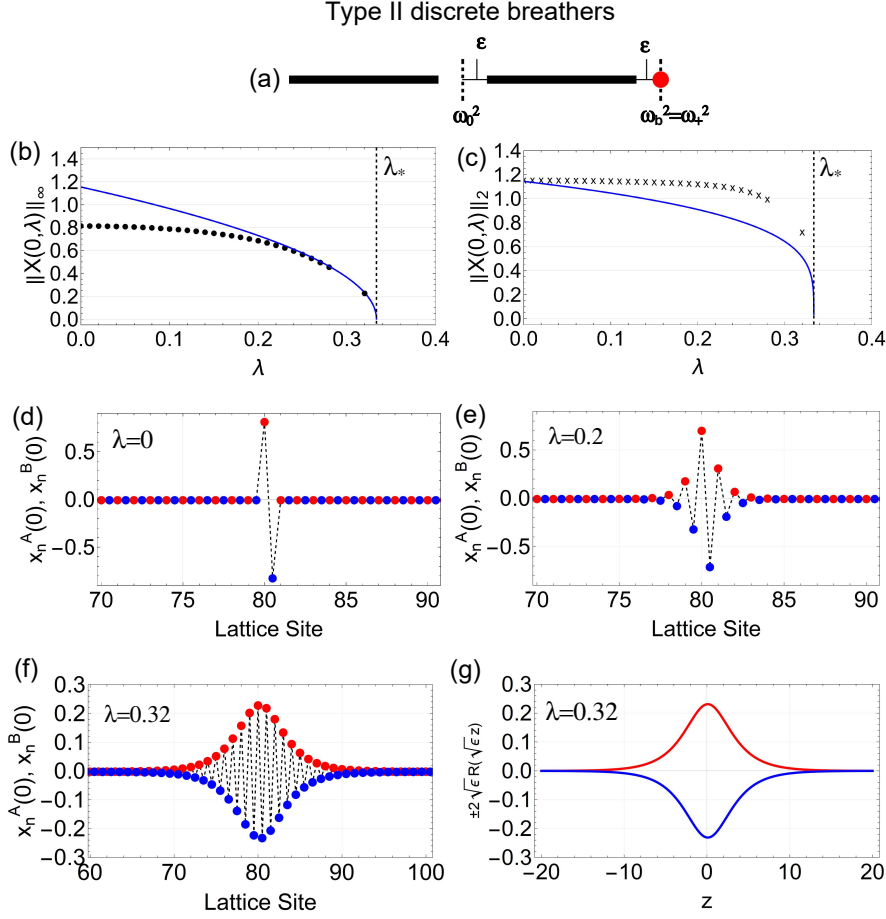 Type II discrete breathers
(a)
ε ε
ω₀² ω_b²=ω₊²
(b)
||X(0,λ)||∞
1.4
1.2
1.0
0.8
0.6
0.4
0.2
0.0
λ*
0.0 0.1 0.2 0.3 0.4
λ
(c)
||X(0,λ)||₂
1.4
1.2
1.0
0.8
0.6
0.4
0.2
0.0
λ*
0.0 0.1 0.2 0.3 0.4
λ
(d)
x_n^A(0), x_n^B(0)
λ=0
0.5
0.0
−0.5
70 75 80 85 90
Lattice Site
(e)
x_n^A(0), x_n^B(0)
λ=0.2
0.5
0.0
−0.5
70 75 80 85 90
Lattice Site
(f)
x_n^A(0), x_n^B(0)
λ=0.32
0.3
0.2
0.1
0.0
−0.1
−0.2
−0.3
60 70 80 90 100
Lattice Site
(g)
±2√ϵ R(√ϵ z)
λ=0.32
0.3
0.2
0.1
0.0
−0.1
−0.2
−0.3
−20 −10 0 10 20
z